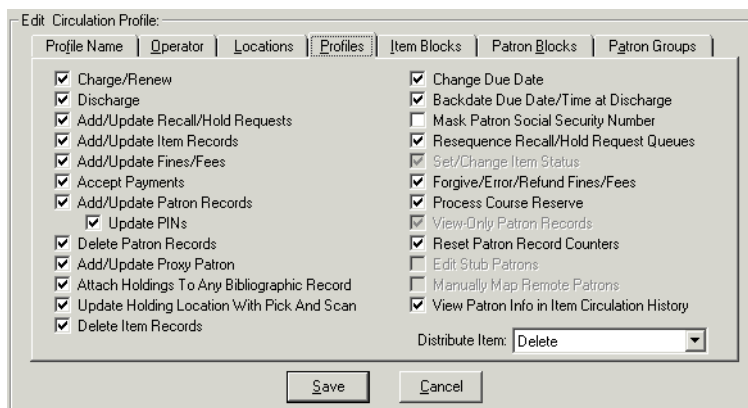 Edit Circulation Profile:
Profile Name Operator Locations Profiles Item Blocks Patron Blocks Patron Groups
Charge/Renew
Discharge
Add/Update Recall/Hold Requests
Add/Update Item Records
Add/Update Fines/Fees
Accept Payments
Add/Update Patron Records
Update PINs
Delete Patron Records
Add/Update Proxy Patron
Attach Holdings To Any Bibliographic Record
Update Holding Location With Pick And Scan
Delete Item Records
Change Due Date
Backdate Due Date/Time at Discharge
Mask Patron Social Security Number
Resequence Recall/Hold Request Queues
Set/Change Item Status
Forgive/Error/Refund Fines/Fees
Process Course Reserve
View-Only Patron Records
Reset Patron Record Counters
Edit Stub Patrons
Manually Map Remote Patrons
View Patron Info in Item Circulation History
Distribute Item: Delete
Save Cancel